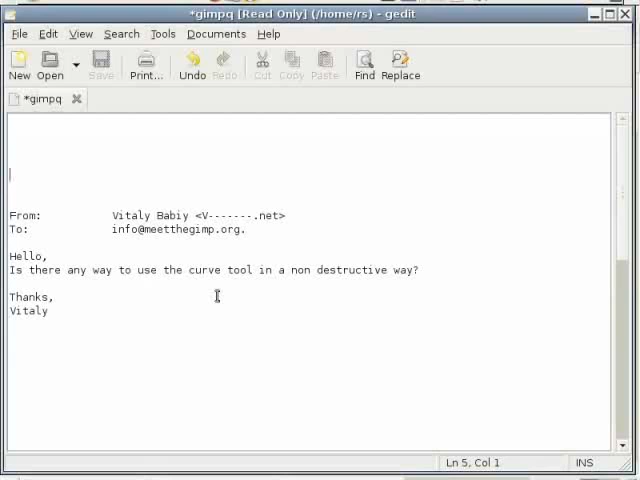 *gimpq [Read Only] (/home/rs) - gedit
File Edit View Search Tools Documents Help
New Open Save Print... Undo Redo Cut Copy Paste Find Replace
*gimpq
From: Vitaly Babiy <V-------.net>
To: info@meetthegimp.org.
Hello,
Is there any way to use the curve tool in a non destructive way?
Thanks,
Vitaly
Ln 5, Col 1 INS